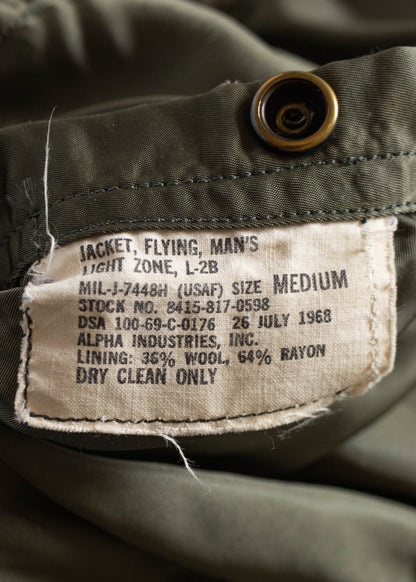 JACKET, FLYING, MAN'S
LIGHT ZONE, L-2B
MIL-J-7448H (USAF) SIZE MEDIUM
STOCK NO. 8415-817-0598
DSA 100-69-C-0176 26 JULY 1968
ALPHA INDUSTRIES, INC.
LINING: 36% WOOL, 64% RAYON
DRY CLEAN ONLY